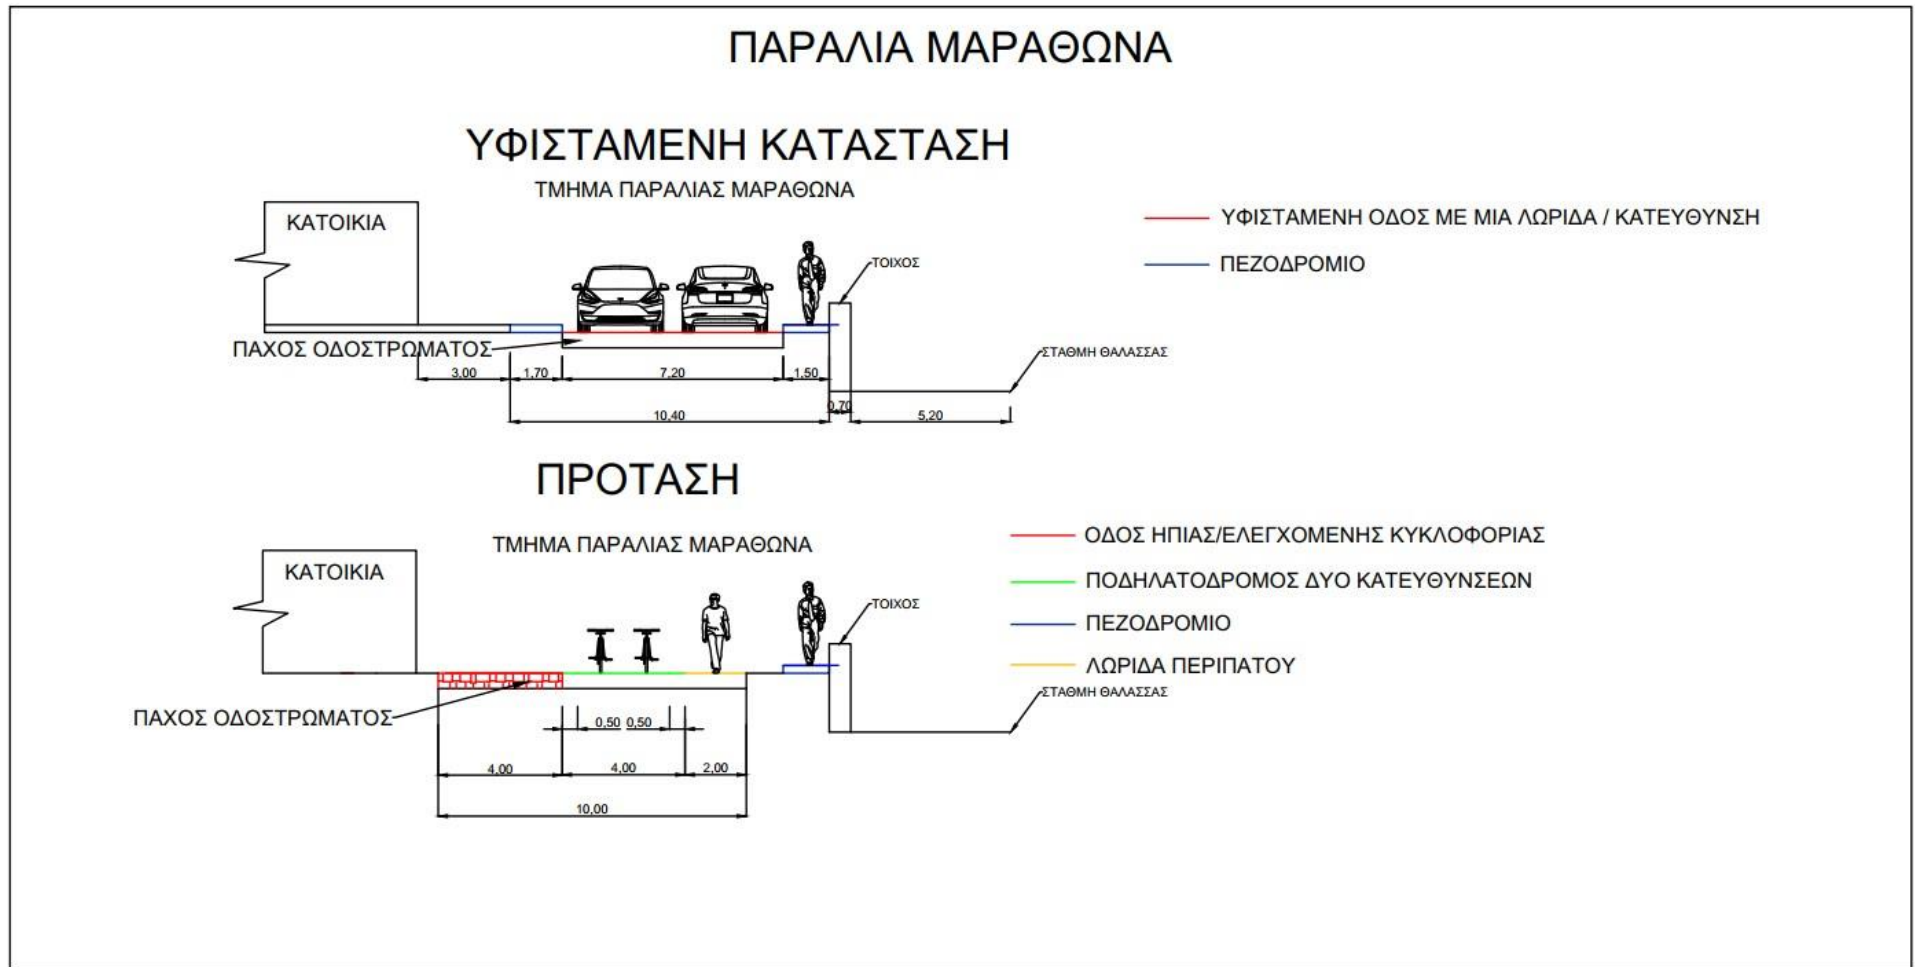 ΠΑΡΑΛΙΑ ΜΑΡΑΘΩΝΑ
ΥΦΙΣΤΑΜΕΝΗ ΚΑΤΑΣΤΑΣΗ
ΤΜΗΜΑ ΠΑΡΑΛΙΑΣ ΜΑΡΑΘΩΝΑ
ΚΑΤΟΙΚΙΑ
ΥΦΙΣΤΑΜΕΝΗ ΟΔΟΣ ΜΕ ΜΙΑ ΛΩΡΙΔΑ / ΚΑΤΕΥΘΥΝΣΗ
ΠΕΖΟΔΡΟΜΙΟ
ΤΟΙΧΟΣ
ΠΑΧΟΣ ΟΔΟΣΤΡΩΜΑΤΟΣ
ΣΤΑΘΜΗ ΘΑΛΑΣΣΑΣ
3,00 1,70 7,20 1,50
0,70
10,40 5,20
ΠΡΟΤΑΣΗ
ΤΜΗΜΑ ΠΑΡΑΛΙΑΣ ΜΑΡΑΘΩΝΑ
ΟΔΟΣ ΗΠΙΑΣ/ΕΛΕΓΧΟΜΕΝΗΣ ΚΥΚΛΟΦΟΡΙΑΣ
ΚΑΤΟΙΚΙΑ
ΠΟΔΗΛΑΤΟΔΡΟΜΟΣ ΔΥΟ ΚΑΤΕΥΘΥΝΣΕΩΝ
ΤΟΙΧΟΣ
ΠΕΖΟΔΡΟΜΙΟ
ΛΩΡΙΔΑ ΠΕΡΙΠΑΤΟΥ
ΣΤΑΘΜΗ ΘΑΛΑΣΣΑΣ
ΠΑΧΟΣ ΟΔΟΣΤΡΩΜΑΤΟΣ
0,50 0,50
4,00 4,00 2,00
10,00